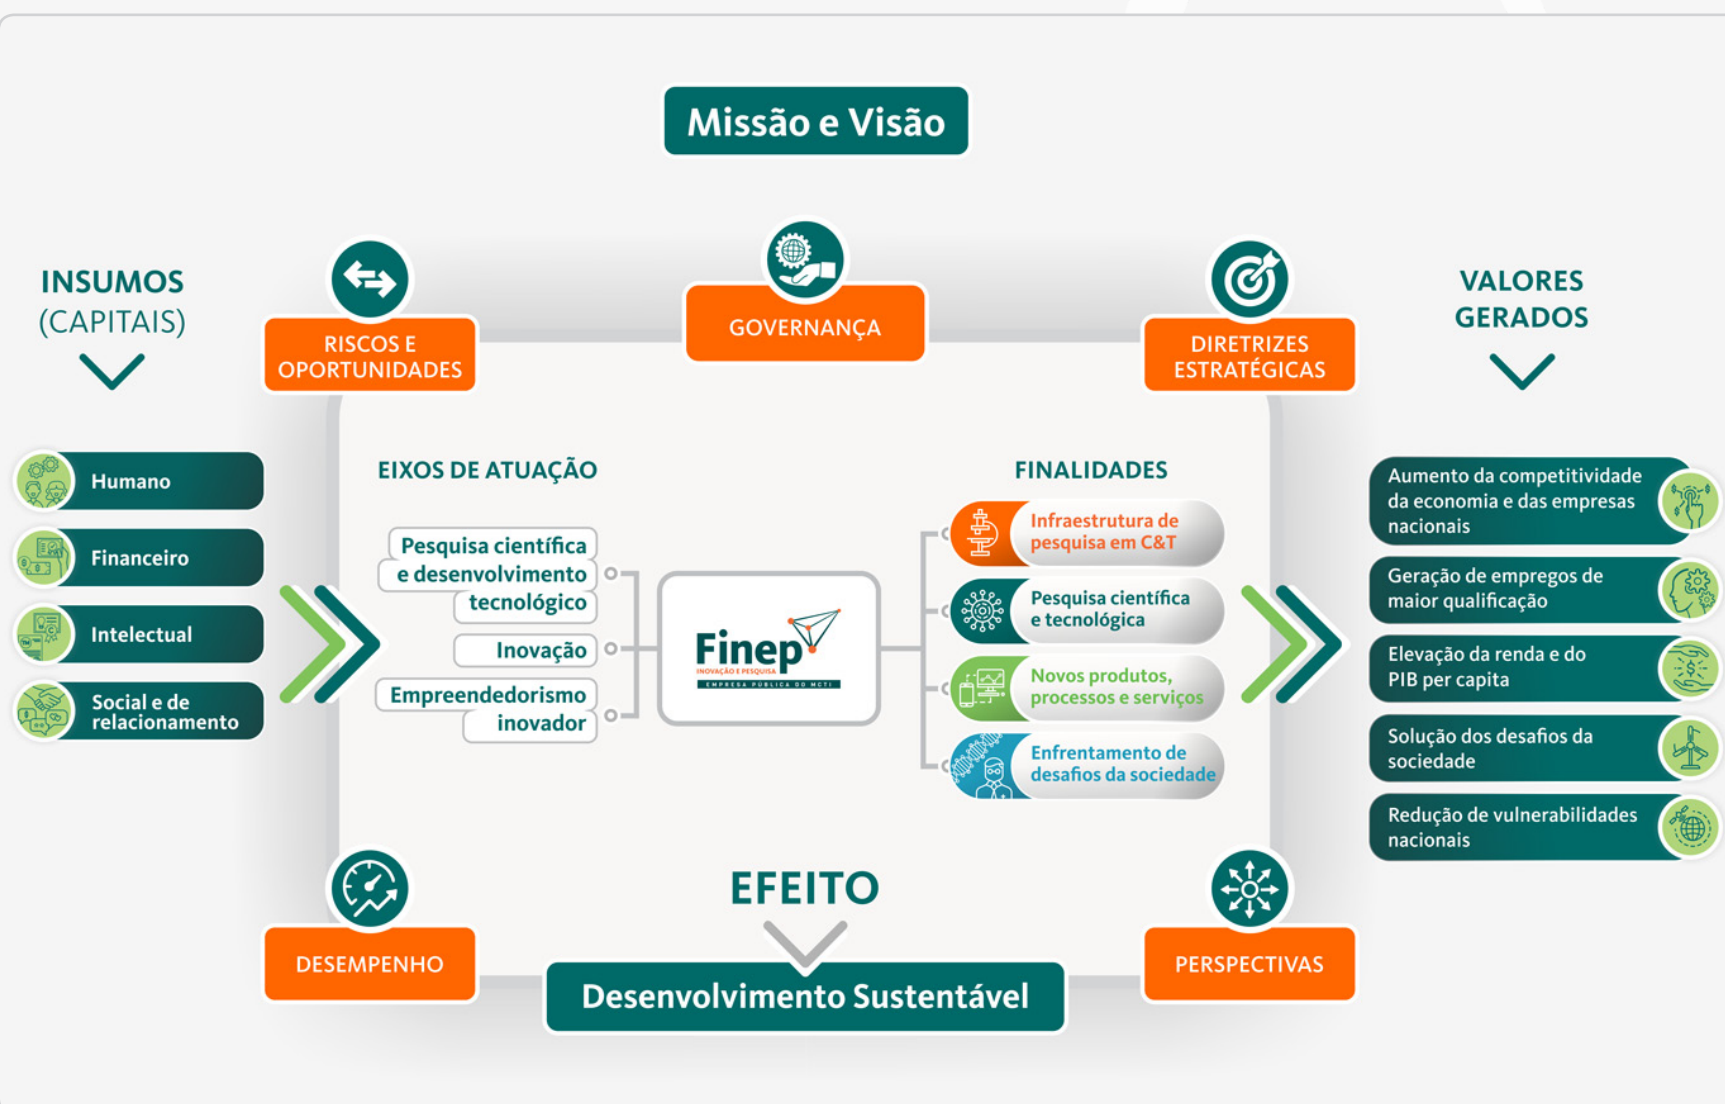 Missão e Visão
INSUMOS
(CAPITAIS)
Humano
Financeiro
Intelectual
Social e de
relacionamento
RISCOS E
OPORTUNIDADES
GOVERNANÇA
DIRETRIZES
ESTRATÉGICAS
EIXOS DE ATUAÇÃO
Pesquisa científica
e desenvolvimento
tecnológico
Inovação
Empreendedorismo
inovador
Finep
INOVAÇÃO E PESQUISA
EMPRESA PÚBLICA DO MCTI
FINALIDADES
Infraestrutura de
pesquisa em C&T
Pesquisa científica
e tecnológica
Novos produtos,
processos e serviços
Enfrentamento de
desafios da sociedade
VALORES
GERADOS
Aumento da competitividade
da economia e das empresas
nacionais
Geração de empregos de
maior qualificação
Elevação da renda e do
PIB per capita
Solução dos desafios da
sociedade
Redução de vulnerabilidades
nacionais
DESEMPENHO
EFEITO
Desenvolvimento Sustentável
PERSPECTIVAS